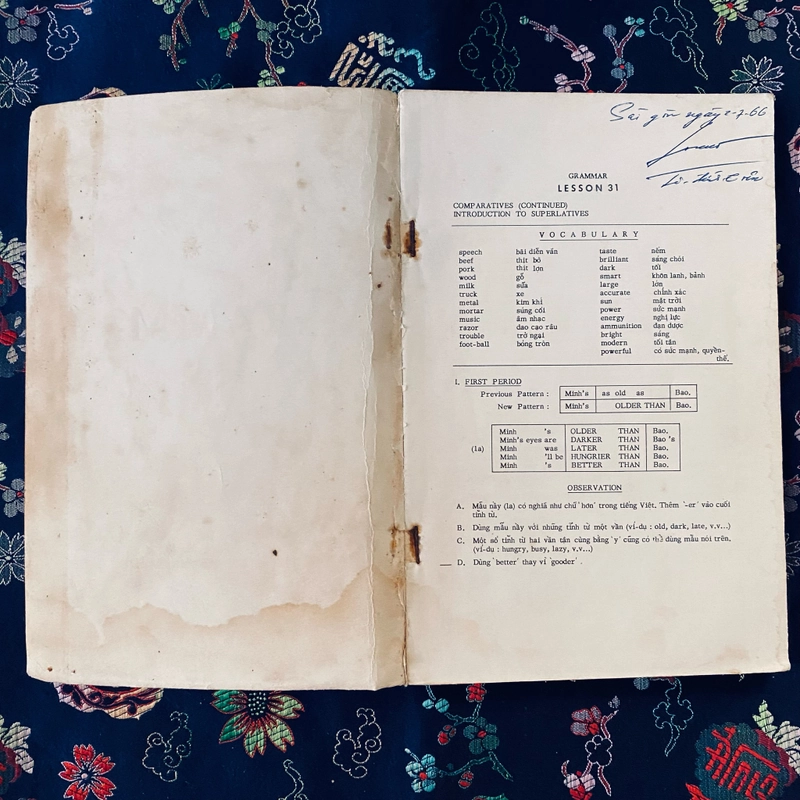 Sài gòn ngày 2-7-66
GRAMMAR
LESSON 31
COMPARATIVES (CONTINUED)
INTRODUCTION TO SUPERLATIVES
VOCABULARY
speech bài diễn văn taste nếm
beef thịt bò brilliant sáng chói
pork thịt lợn dark tối
wood gỗ smart khôn lanh, bảnh
milk sữa large lớn
truck xe accurate chính xác
metal kim khí sun mặt trời
mortar súng cối power sức mạnh
music âm nhạc energy nghị lực
razor dao cạo râu ammunition đạn dược
trouble trở ngại bright sáng
foot-ball bóng tròn modern tối tân
powerful có sức mạnh, quyền-
thế.
I. FIRST PERIOD
Previous Pattern : Minh's as old as Bao.
New Pattern : Minh's OLDER THAN Bao.
Minh 's OLDER THAN Bao.
Minh's eyes are DARKER THAN Bao 's
(1a) Minh was LATER THAN Bao.
Minh 'll be HUNGRIER THAN Bao.
Minh 's BETTER THAN Bao.
OBSERVATION
A. Mẫu này (1a) có nghĩa như chữ 'hơn' trong tiếng Việt. Thêm '-er' vào cuối
tĩnh từ.
B. Dùng mẫu này với những tĩnh từ một vần (ví-dụ : old, dark, late, v.v...)
C. Một số tĩnh từ hai vần tận cùng bằng 'y' cũng có thể dùng mẫu nói trên.
(ví-dụ : hungry, busy, lazy, v.v...)
D. Dùng 'better' thay vì 'gooder' .